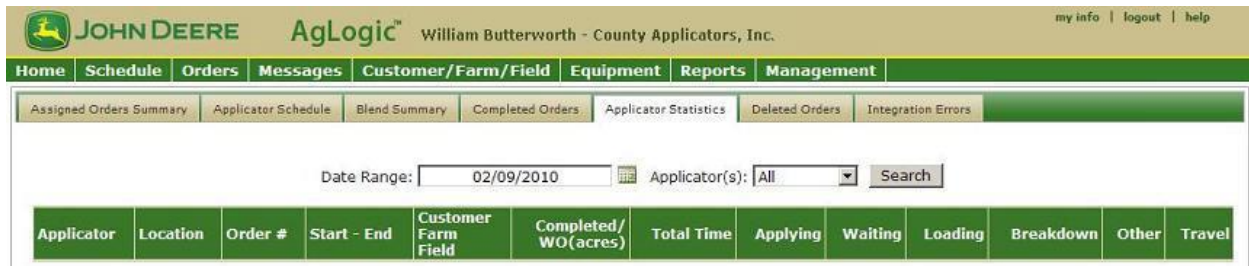 my info | logout | help
JOHN DEERE AgLogic™ William Butterworth - County Applicators, Inc.
Home Schedule Orders Messages Customer/Farm/Field Equipment Reports Management
Assigned Orders Summary Applicator Schedule Blend Summary Completed Orders Applicator Statistics Deleted Orders Integration Errors
Date Range: 02/09/2010 Applicator(s): All Search
Applicator Location Order # Start - End Customer Farm Field Completed/ WO(acres) Total Time Applying Waiting Loading Breakdown Other Travel